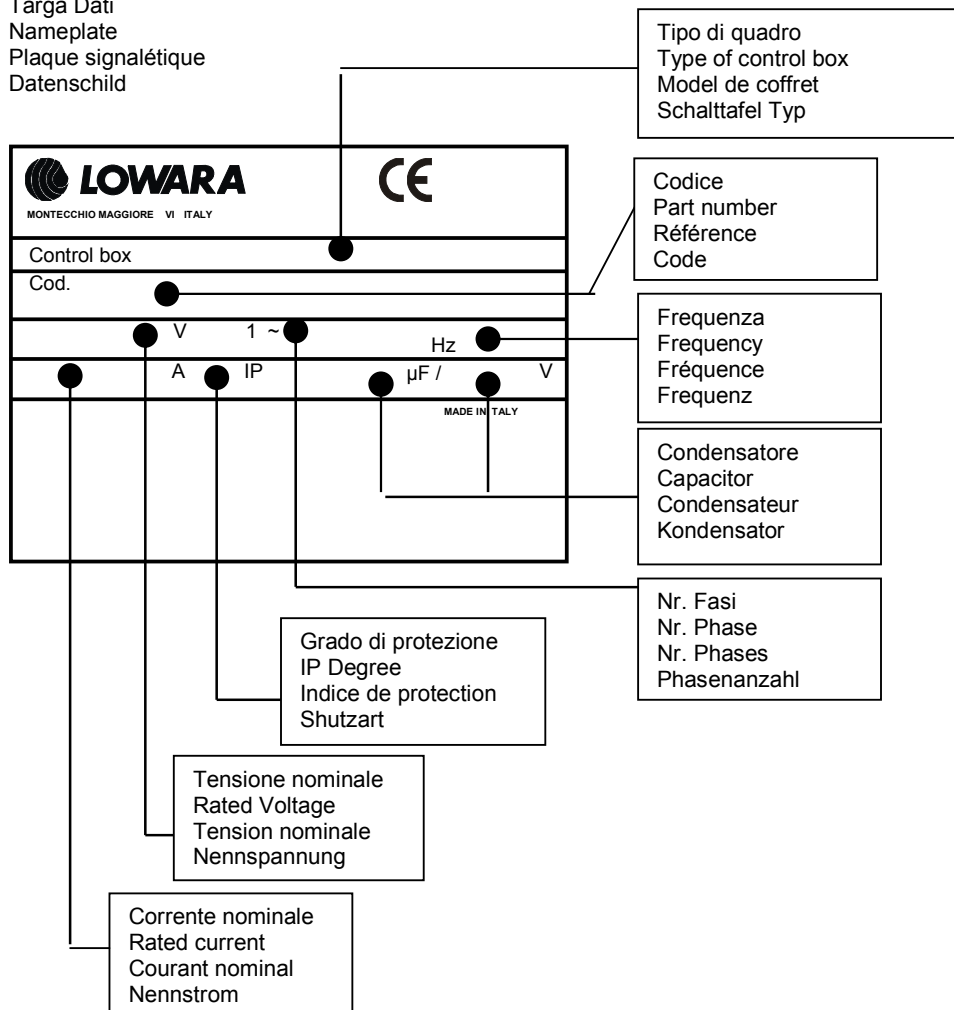 Targa Dati
Nameplate
Plaque signalétique
Datenschild
Tipo di quadro
Type of control box
Model de coffret
Schalttafel Typ
LOWARA
CE
MONTECCHIO MAGGIORE VI ITALY
Codice
Part number
Référence
Code
Control box
Cod.
V 1 ~ Hz
A IP µF / V
MADE IN TALY
Frequenza
Frequency
Fréquence
Frequenz
Condensatore
Capacitor
Condensateur
Kondensator
Nr. Fasi
Nr. Phase
Nr. Phases
Phasenanzahl
Grado di protezione
IP Degree
Indice de protection
Shutzart
Tensione nominale
Rated Voltage
Tension nominale
Nennspannung
Corrente nominale
Rated current
Courant nominal
Nennstrom